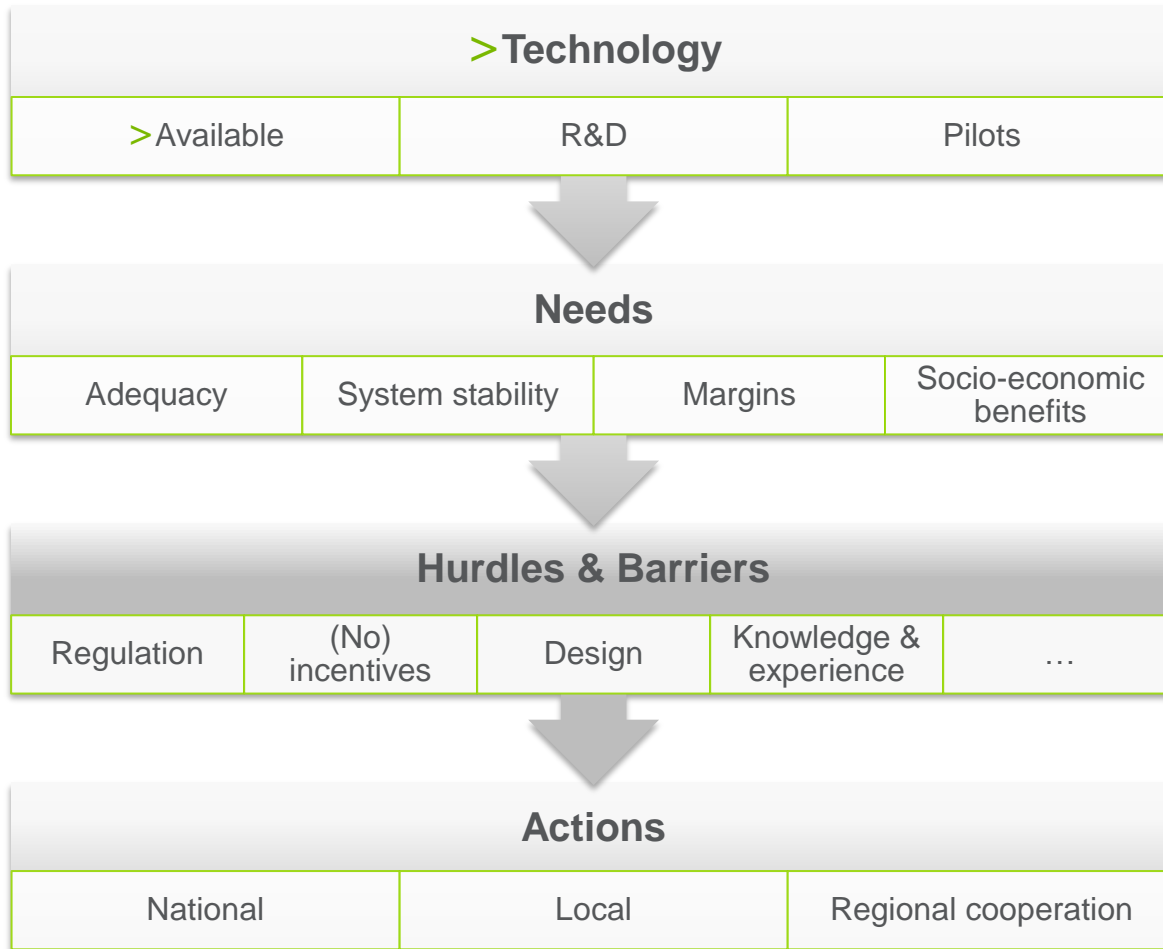 >Technology
>Available
R&D
Pilots
Needs
Adequacy
System stability
Margins
Socio-economic
benefits
Hurdles & Barriers
Regulation
(No)
incentives
Design
Knowledge &
experience
…
Actions
National
Local
Regional cooperation